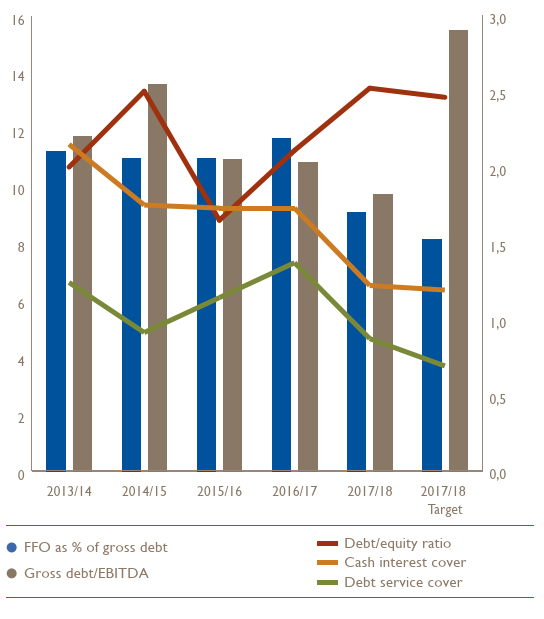 16
14
12
10
8
6
4
2
0
3,0
2,5
2,0
1,5
1,0
0,5
0,0
2013/14 2014/15 2015/16 2016/17 2017/18 2017/18
Target
FFO as % of gross debt
Gross debt/EBITDA
Debt/equity ratio
Cash interest cover
Debt service cover